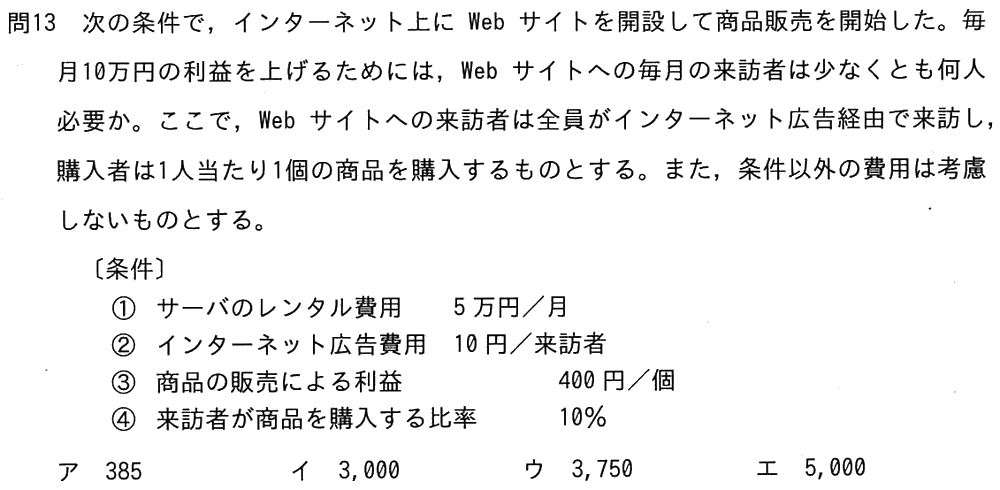 問13 次の条件で，インターネット上に Web サイトを開設して商品販売を開始した。毎
月10万円の利益を上げるためには，Web サイトへの毎月の来訪者は少なくとも何人
必要か。ここで，Web サイトへの来訪者は全員がインターネット広告経由で来訪し，
購入者は1人当たり1個の商品を購入するものとする。また，条件以外の費用は考慮
しないものとする。
〔条件〕
① サーバのレンタル費用 5万円／月
② インターネット広告費用 10円／来訪者
③ 商品の販売による利益 400円／個
④ 来訪者が商品を購入する比率 10%
ア 385 イ 3,000 ウ 3,750 エ 5,000